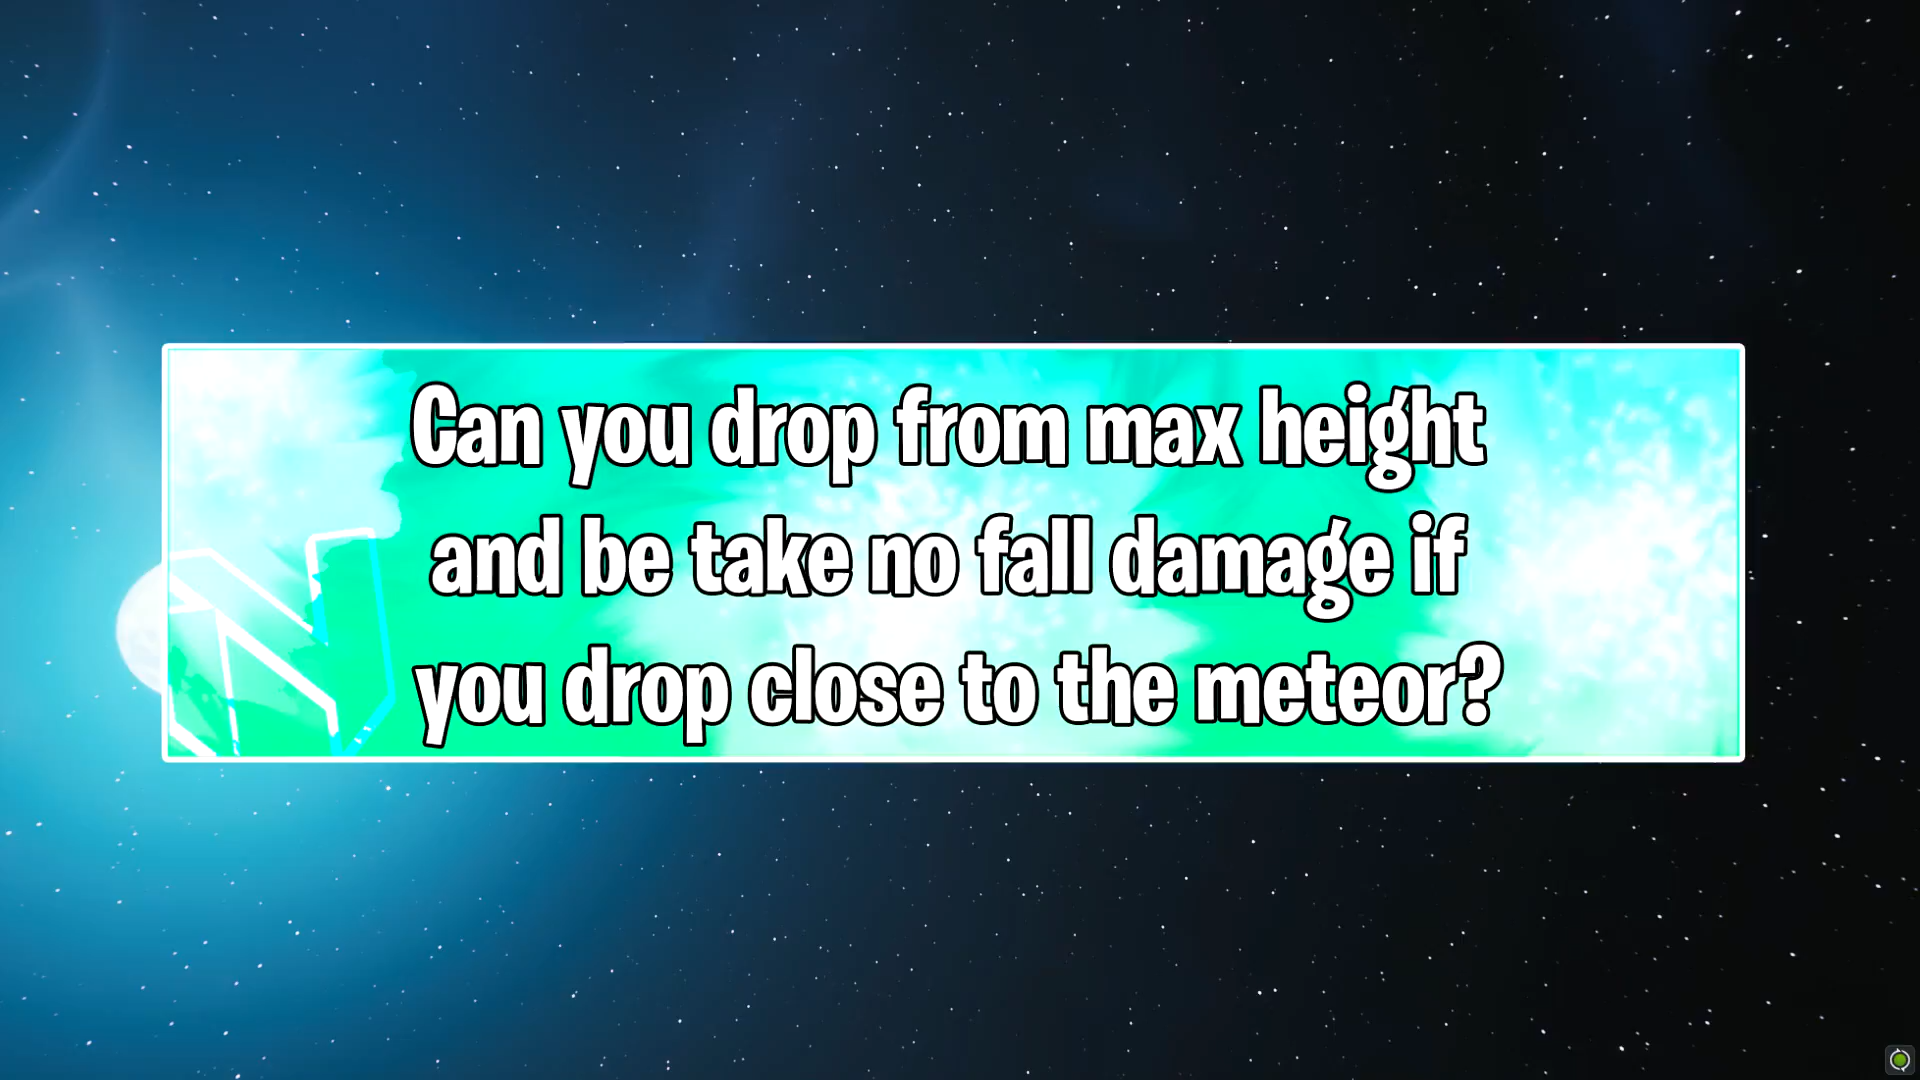 Can you drop from max height
and be take no fall damage if
you drop close to the meteor?